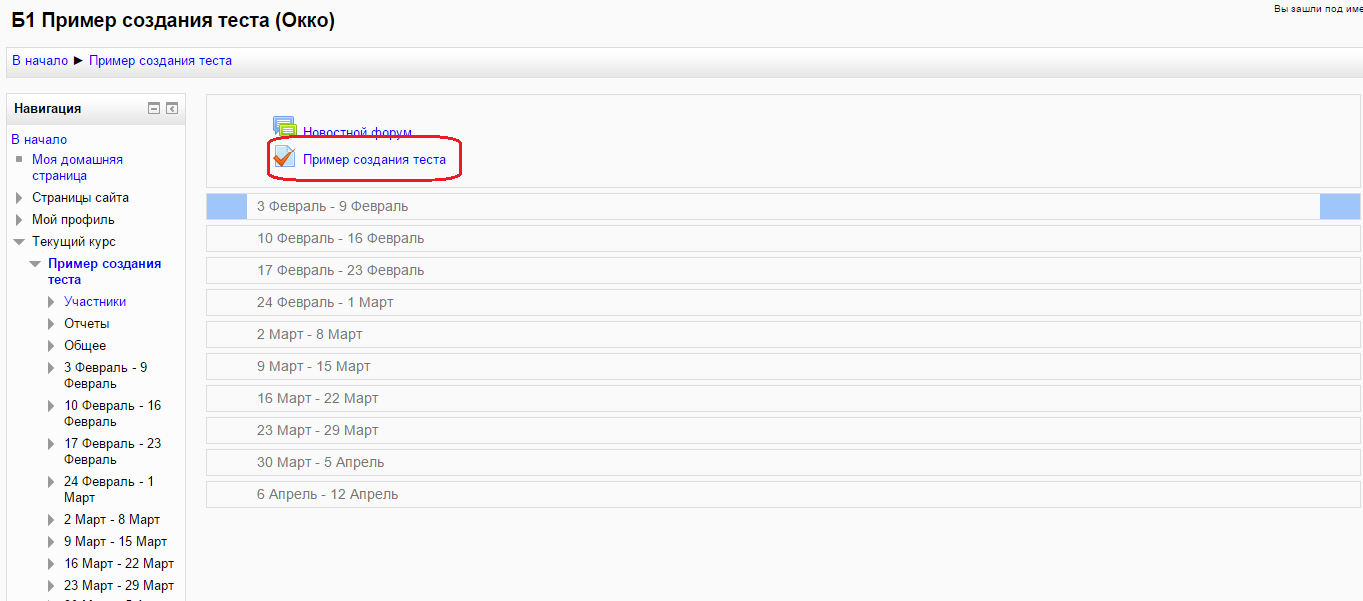 Б1 Пример создания теста (Окко)
Вы зашли под име
В начало ► Пример создания теста
Навигация
В начало
Моя домашняя
страница
Страницы сайта
Мой профиль
Текущий курс
Пример создания
теста
Участники
Отчеты
Общее
3 Февраль - 9
Февраль
10 Февраль - 16
Февраль
17 Февраль - 23
Февраль
24 Февраль - 1
Март
2 Март - 8 Март
9 Март - 15 Март
16 Март - 22 Март
23 Март - 29 Март
Новостной форум
Пример создания теста
3 Февраль - 9 Февраль
10 Февраль - 16 Февраль
17 Февраль - 23 Февраль
24 Февраль - 1 Март
2 Март - 8 Март
9 Март - 15 Март
16 Март - 22 Март
23 Март - 29 Март
30 Март - 5 Апрель
6 Апрель - 12 Апрель